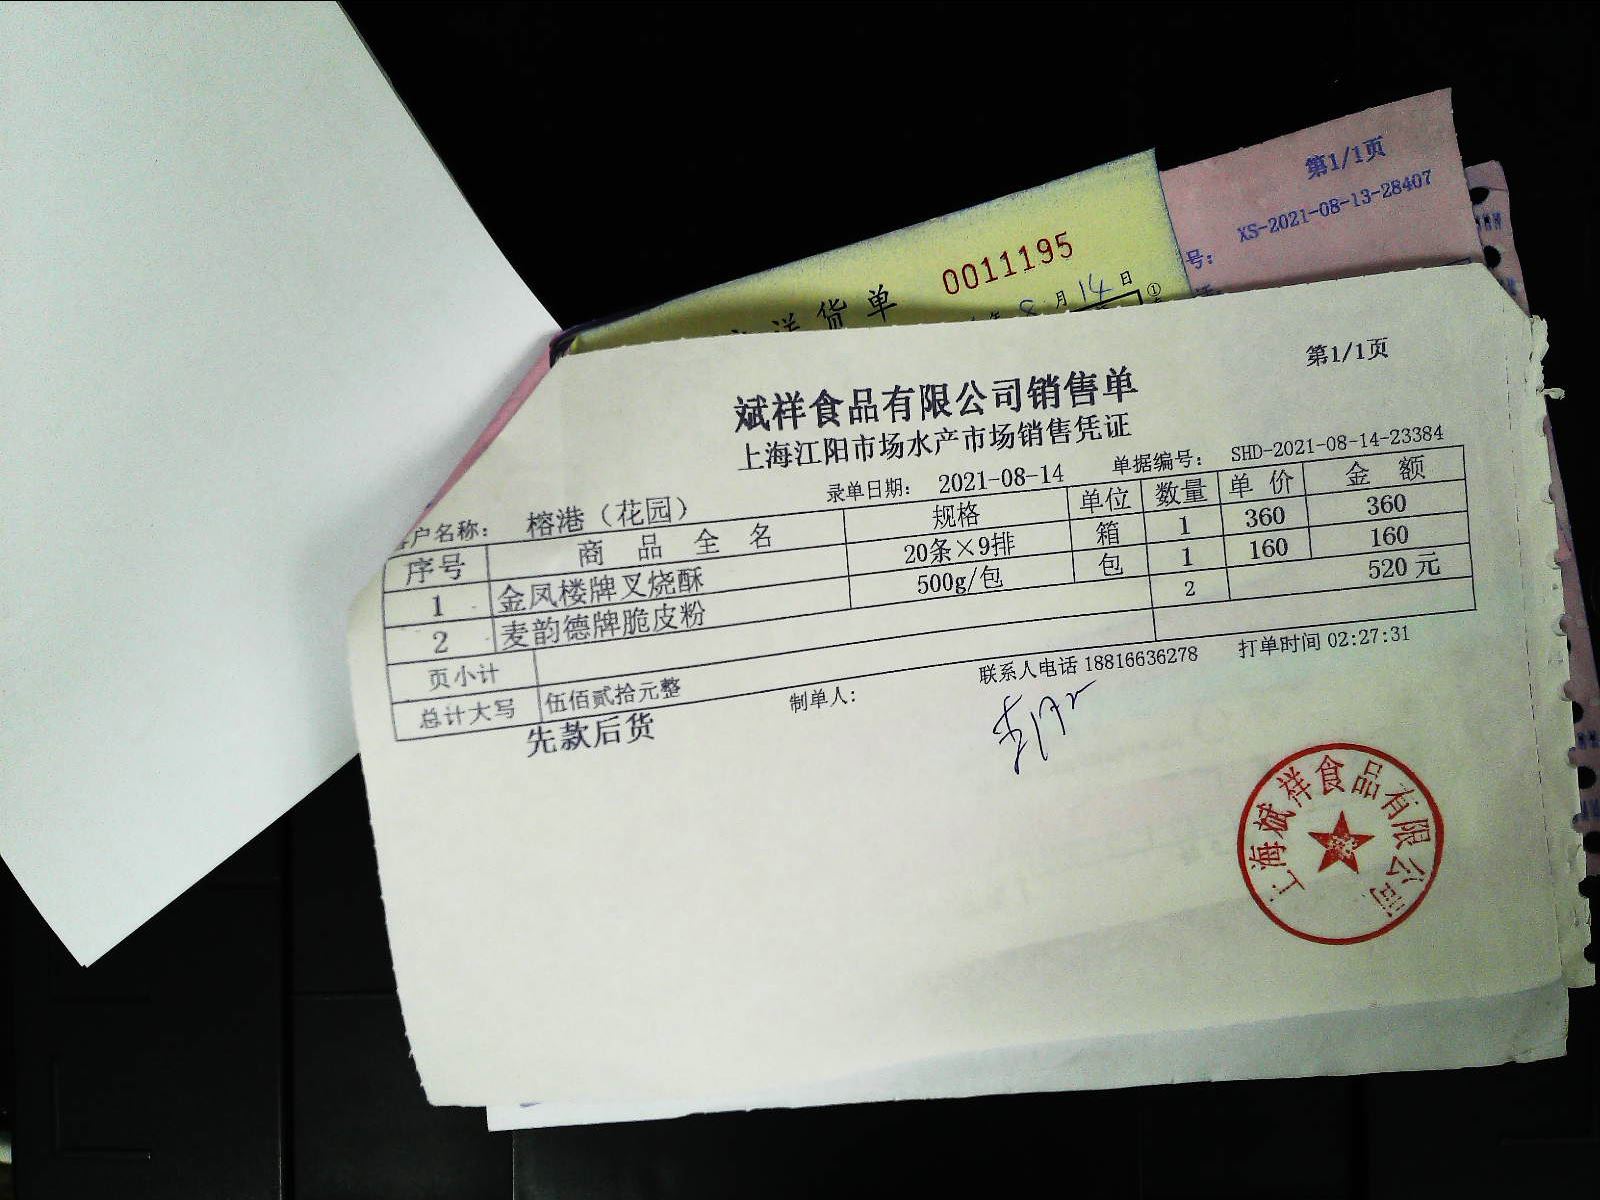 第1/1页
XS-2021-08-13-28407
号:
0011195
送货单
8月14日
①
第1/1页
斌祥食品有限公司销售单
上海江阳市场水产市场销售凭证
客户名称: 榕港（花园） 录单日期: 2021-08-14 单据编号: SHD-2021-08-14-23384
序号 商品全名 规格 单位 数量 单价 金额
1 金凤楼牌叉烧酥 20条×9排 箱 1 360 360
2 麦韵德牌脆皮粉 500g/包 包 1 160 160
页小计 2 520 元
总计大写 伍佰贰拾元整
先款后货 制单人: 联系人电话 18816636278 打单时间 02:27:31
上海斌祥食品有限公司